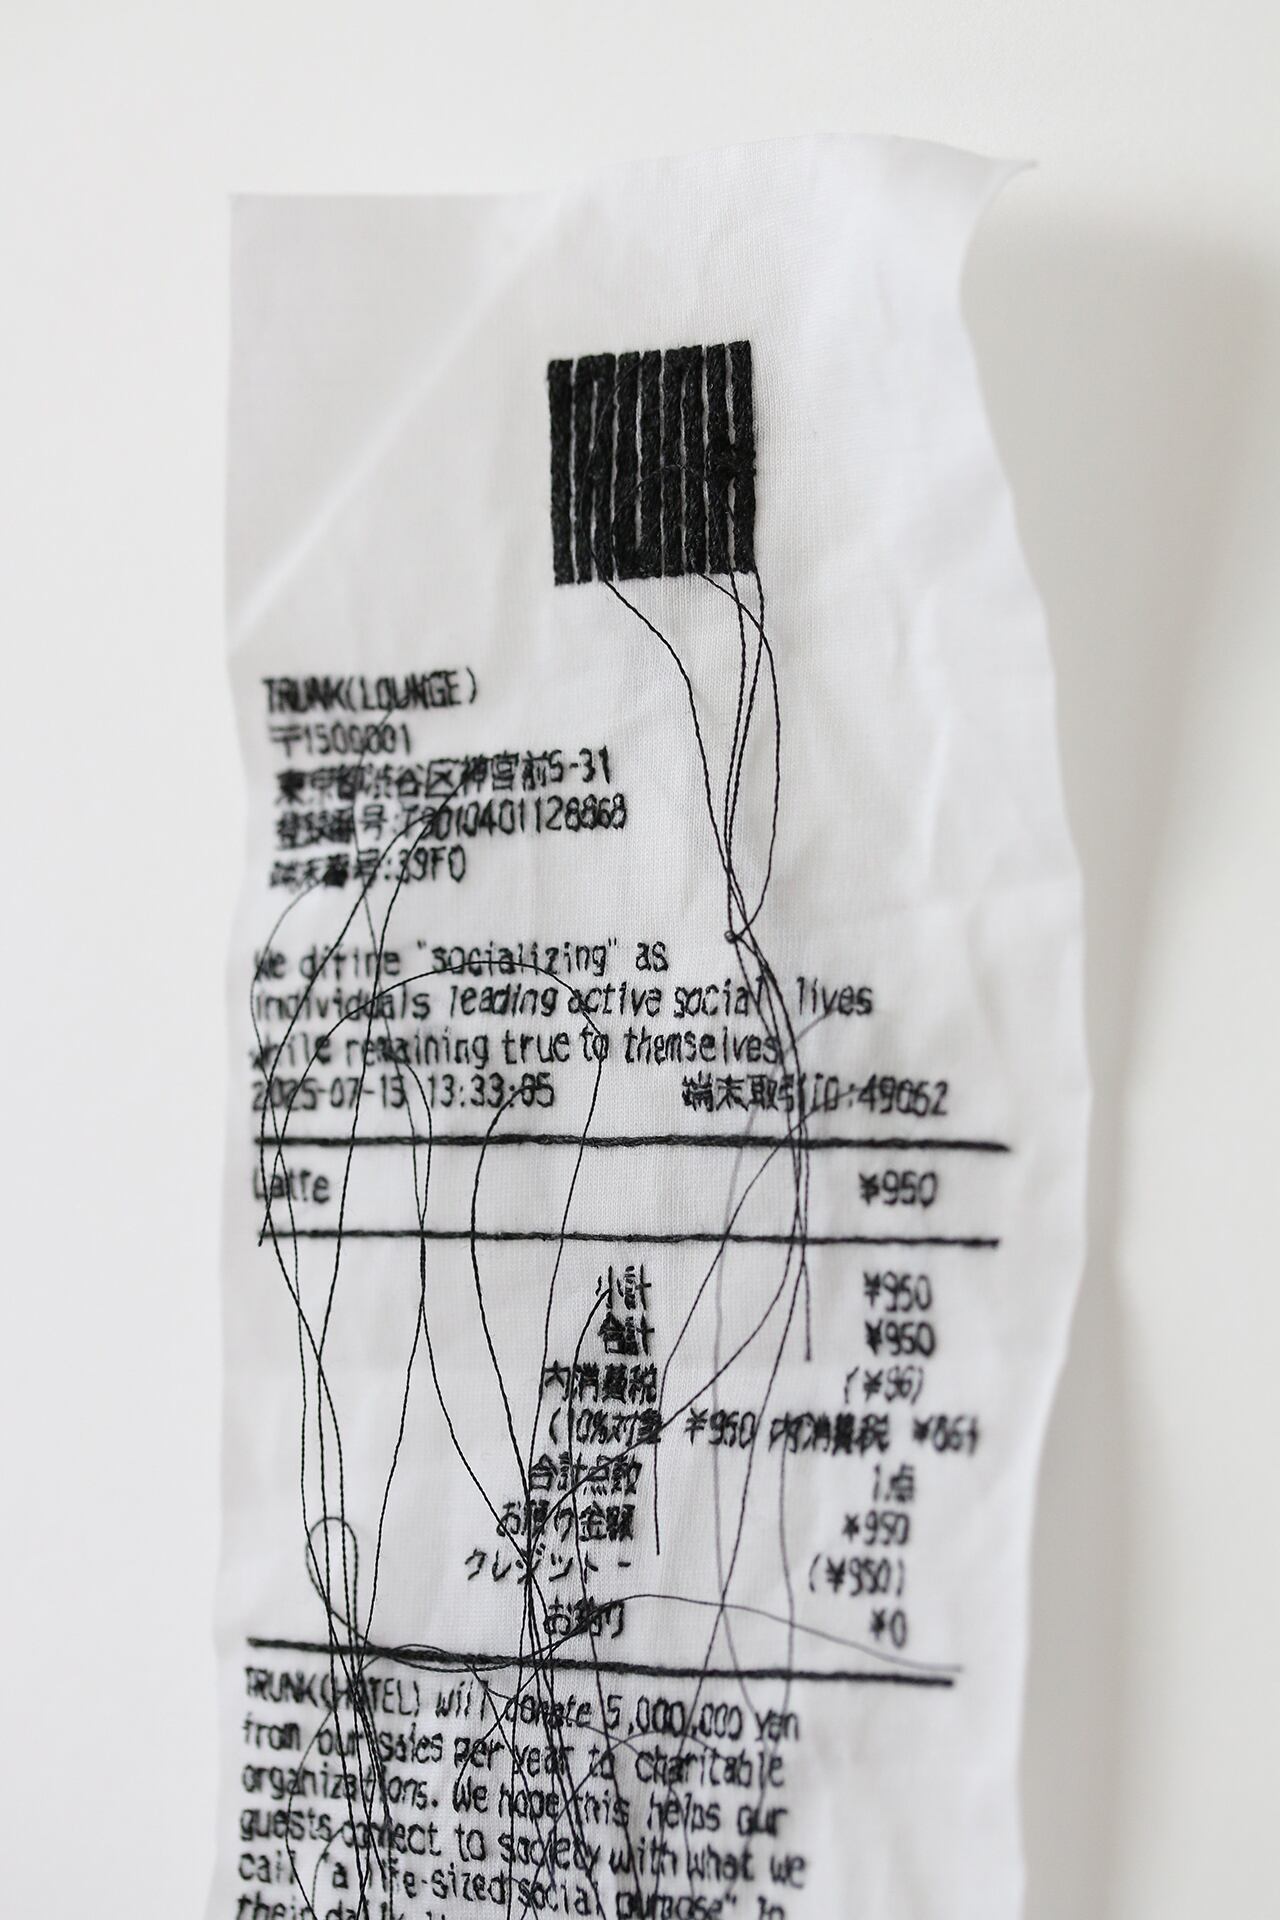 TRUNK(LOUNGE)
〒1500001
東京都渋谷区神宮前5-31
登録番号:T8010401128868
端末番号:39F0
We difine "socializing" as
individuals leading active social lives
while remaining true to themselves
2025-07-15 13:33:05 端末取引ID:49052
Latte ¥950
小計 ¥950
合計 ¥950
内消費税 (¥86)
(10%対象 ¥950 内消費税 ¥86)
合計点数 1点
お預り金額 ¥950
クレジット (¥950)
お釣り ¥0
TRUNK(HOTEL) will donate 5,000,000 yen
from our sales per year to charitable
organizations. We hope this helps our
guests connect to society with what we
call "a life-sized social purpose" in
their daily